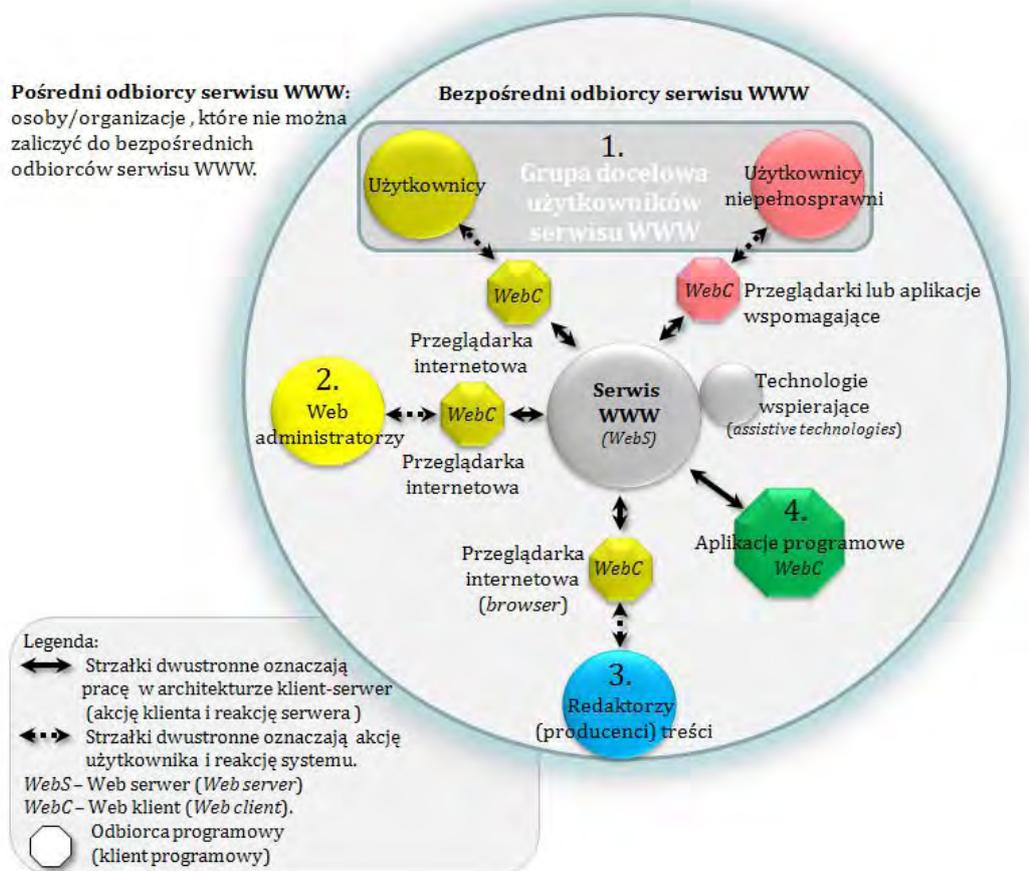 Pośredni odbiorcy serwisu WWW:
osoby/organizacje , które nie można
zaliczyć do bezpośrednich
odbiorców serwisu WWW.
Bezpośredni odbiorcy serwisu WWW
1.
Grupa docelowa
użytkowników
serwisu WWW
Użytkownicy
Użytkownicy
niepełnosprawni
WebC
Przeglądarka
internetowa
WebC
Przeglądarki lub aplikacje
wspomagające
2.
Web
administratorzy
WebC
Przeglądarka
internetowa
Serwis
WWW
(WebS)
Technologie
wspierające
(assistive technologies)
4.
Aplikacje programowe
WebC
Przeglądarka
internetowa
(browser)
WebC
3.
Redaktorzy
(producenci) treści
Legenda:
Strzałki dwustronne oznaczają
pracę w architekturze klient-serwer
(akcję klienta i reakcję serwera )
Strzałki dwustronne oznaczają akcję
użytkownika i reakcję systemu.
WebS – Web serwer (Web server)
WebC – Web klient (Web client).
Odbiorca programowy
(klient programowy)